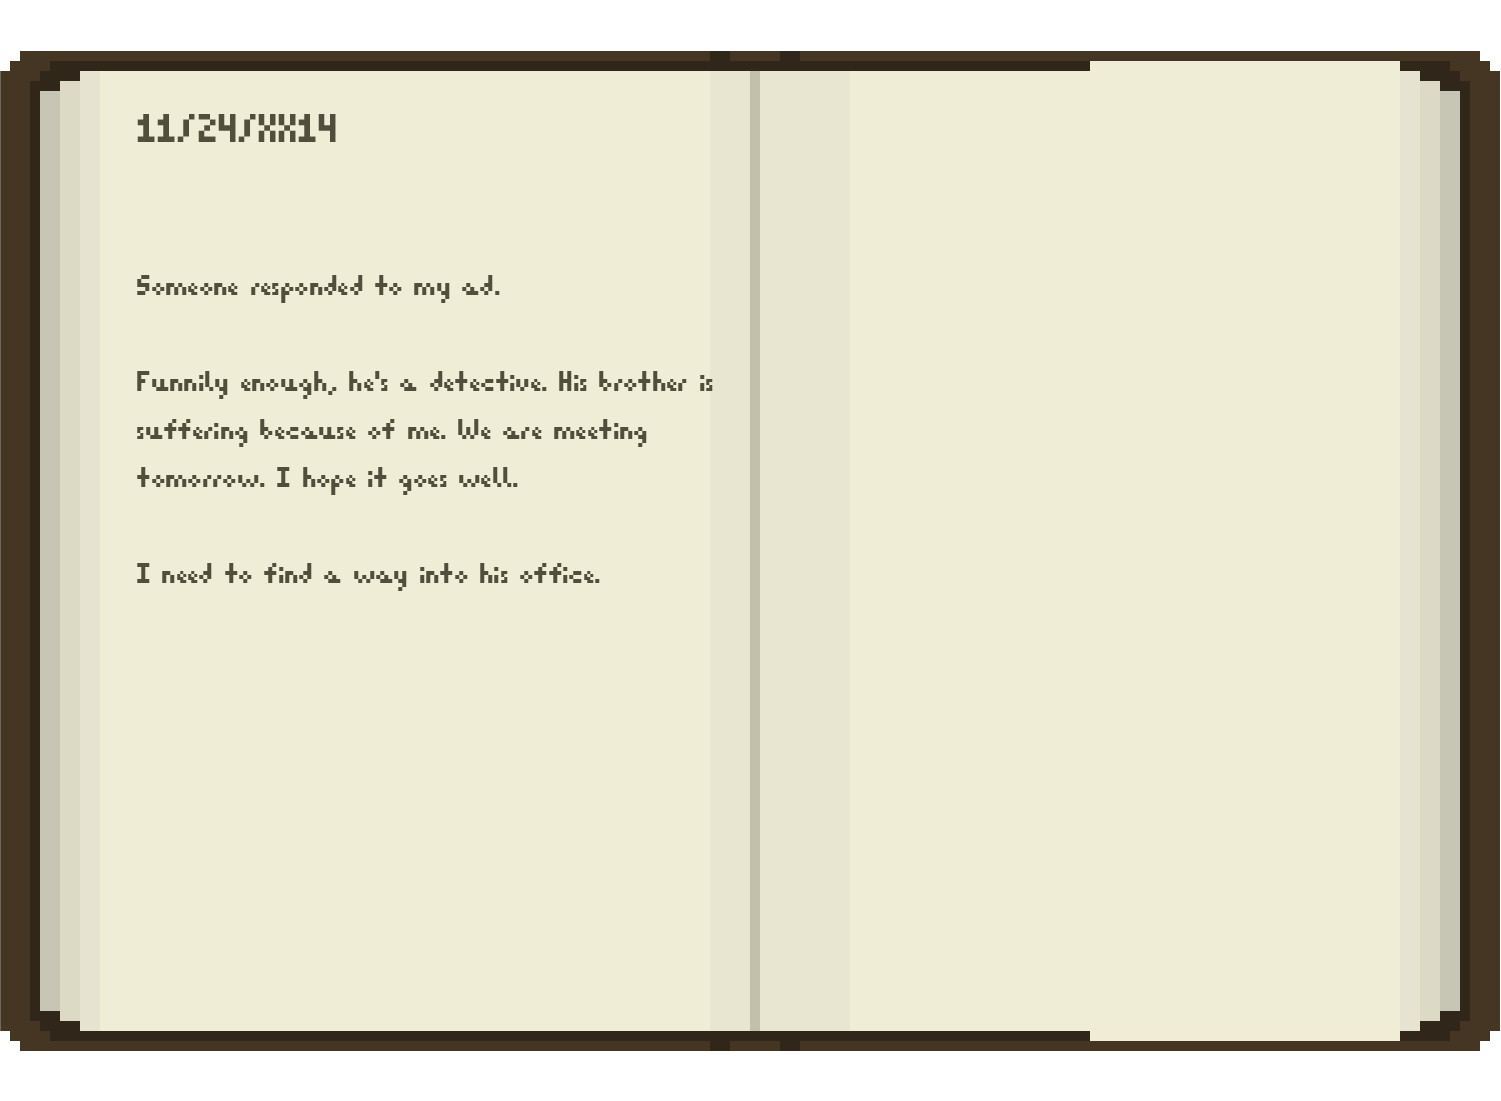 11/24/XX14
Someone responded to my ad.
Funnily enough, he's a detective. His brother is
suffering because of me. We are meeting
tomorrow. I hope it goes well.
I need to find a way into his office.